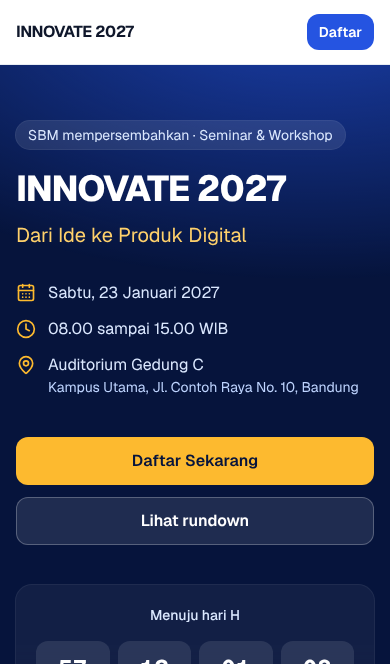 INNOVATE 2027
Daftar
SBM mempersembahkan · Seminar & Workshop
INNOVATE 2027
Dari Ide ke Produk Digital
Sabtu, 23 Januari 2027
08.00 sampai 15.00 WIB
Auditorium Gedung C
Kampus Utama, Jl. Contoh Raya No. 10, Bandung
Daftar Sekarang
Lihat rundown
Menuju hari H